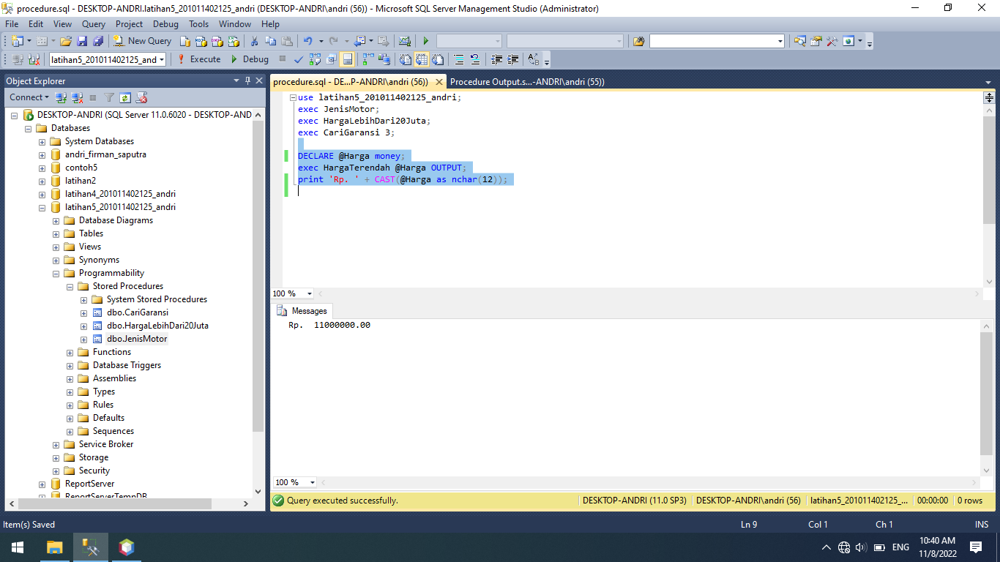 procedure.sql - DESKTOP-ANDRI.latihan5_201011402125_andri (DESKTOP-ANDRI\andri (56)) - Microsoft SQL Server Management Studio (Administrator)
File Edit View Query Project Debug Tools Window Help
New Query
latihan5_201011402125_and Execute Debug
Object Explorer
Connect
DESKTOP-ANDRI (SQL Server 11.0.6020 - DESKTOP-AND
Databases
System Databases
andri_firman_saputra
contoh5
latihan2
latihan4_201011402125_andri
latihan5_201011402125_andri
Database Diagrams
Tables
Views
Synonyms
Programmability
Stored Procedures
System Stored Procedures
dbo.CariGaransi
dbo.HargaLebihDari20Juta
dbo.JenisMotor
Functions
Database Triggers
Assemblies
Types
Rules
Defaults
Sequences
Service Broker
Storage
Security
ReportServer
ReportServerTempDB
procedure.sql - DE...P-ANDRI\andri (56)) Procedure Output.s...-ANDRI\andri (55))
use latihan5_201011402125_andri;
exec JenisMotor;
exec HargaLebihDari20Juta;
exec CariGaransi 3;
DECLARE @Harga money;
exec HargaTerendah @Harga OUTPUT;
print 'Rp. ' + CAST(@Harga as nchar(12));
100 %
Messages
Rp.  11000000.00
100 %
Query executed successfully. DESKTOP-ANDRI (11.0 SP3) DESKTOP-ANDRI\andri (56) latihan5_201011402125_... 00:00:00 0 rows
Item(s) Saved Ln 9 Col 1 Ch 1 INS
ENG
10:40 AM
11/8/2022